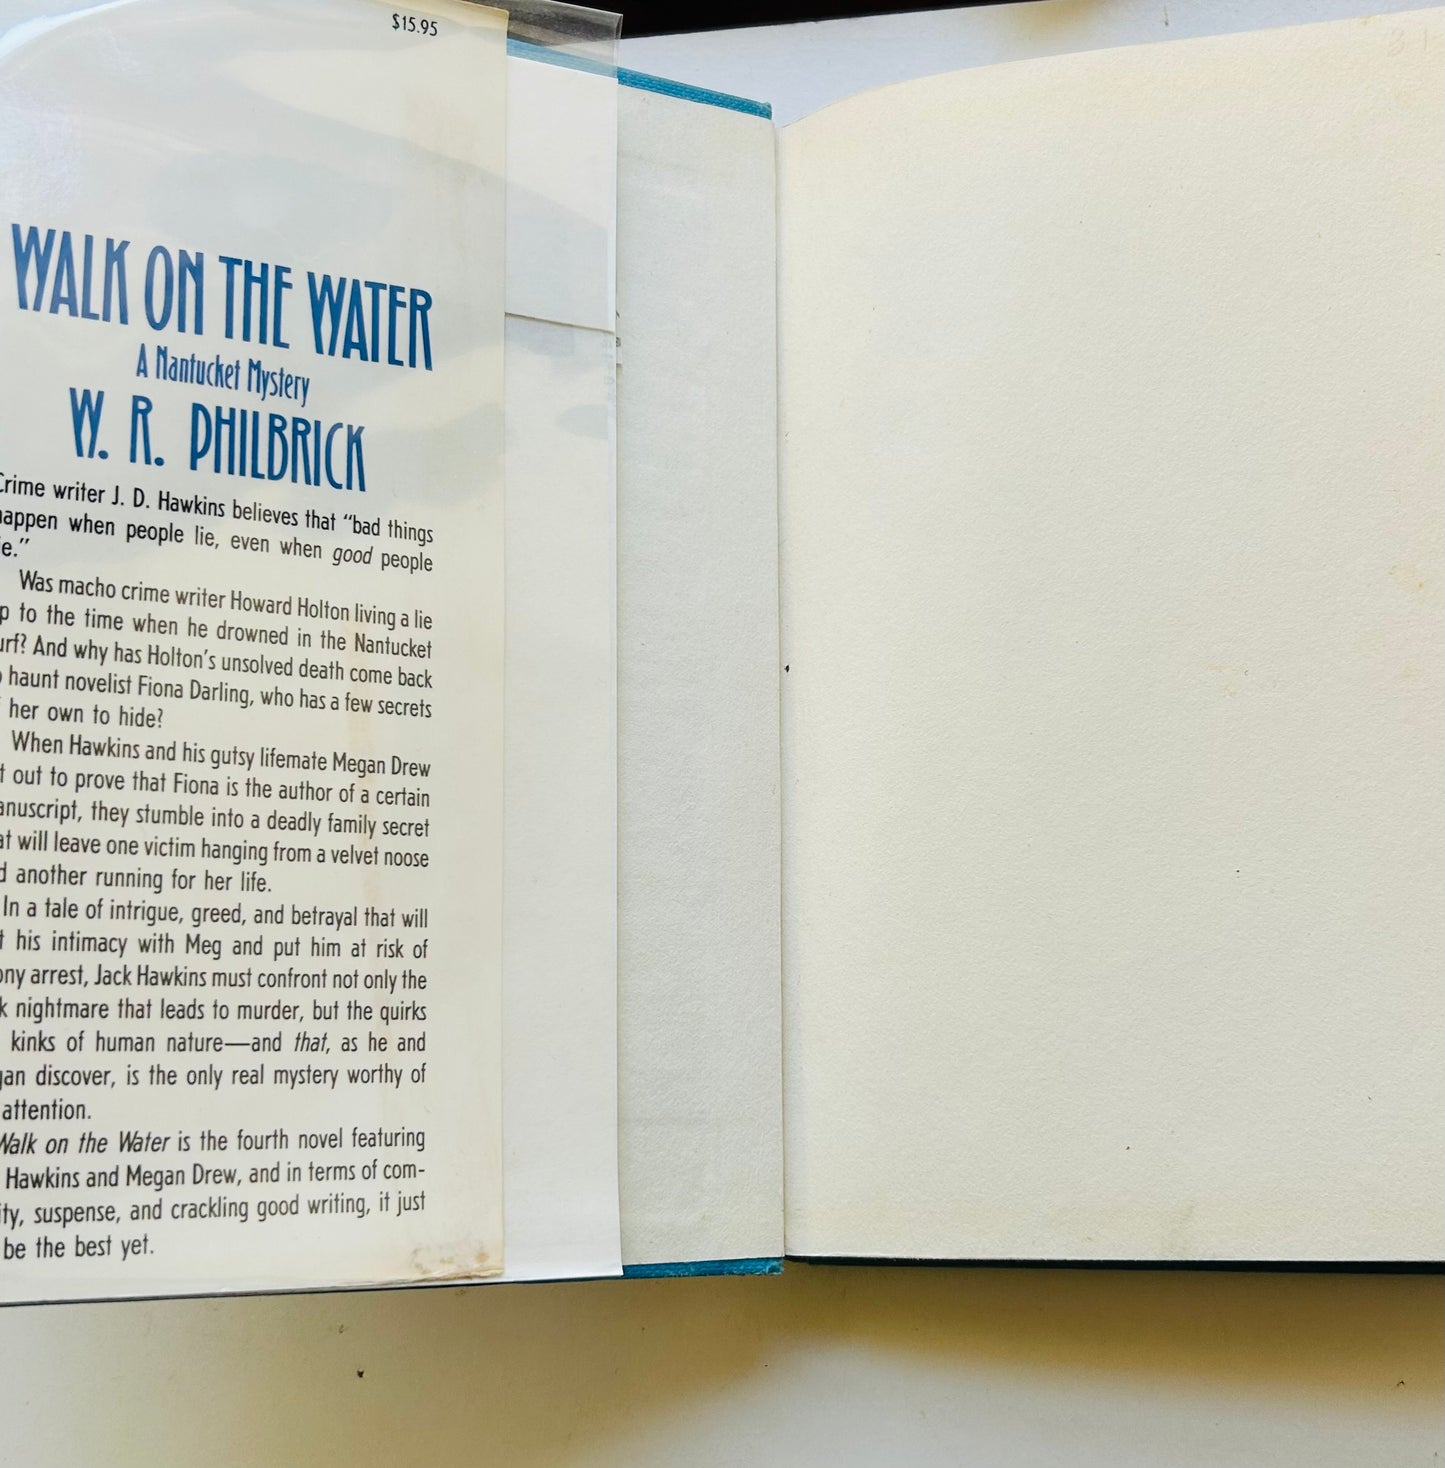 $15.95
WALK ON THE WATER
A Nantucket Mystery
W. R. PHILBRICK
Crime writer J. D. Hawkins believes that “bad things
happen when people lie, even when good people
ie.”
Was macho crime writer Howard Holton living a lie
p to the time when he drowned in the Nantucket
urf? And why has Holton’s unsolved death come back
o haunt novelist Fiona Darling, who has a few secrets
f her own to hide?
When Hawkins and his gutsy lifemate Megan Drew
t out to prove that Fiona is the author of a certain
anuscript, they stumble into a deadly family secret
at will leave one victim hanging from a velvet noose
d another running for her life.
In a tale of intrigue, greed, and betrayal that will
t his intimacy with Meg and put him at risk of
ony arrest, Jack Hawkins must confront not only the
k nightmare that leads to murder, but the quirks
kinks of human nature—and that, as he and
gan discover, is the only real mystery worthy of
attention.
Walk on the Water is the fourth novel featuring
Hawkins and Megan Drew, and in terms of com-
ity, suspense, and crackling good writing, it just
be the best yet.